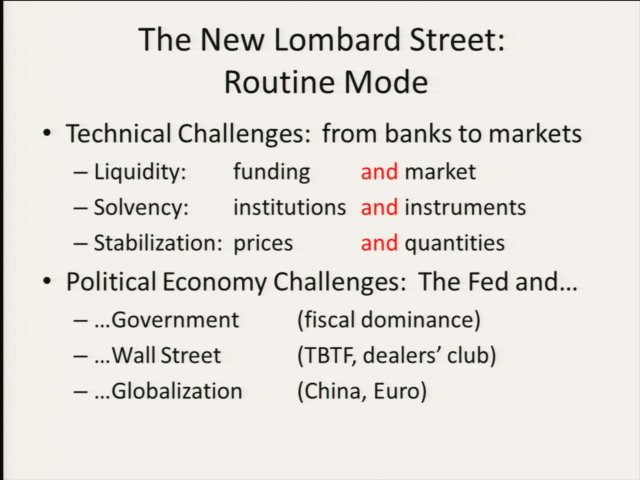 The New Lombard Street:
Routine Mode
• Technical Challenges: from banks to markets
– Liquidity: funding and market
– Solvency: institutions and instruments
– Stabilization: prices and quantities
• Political Economy Challenges: The Fed and…
– …Government (fiscal dominance)
– …Wall Street (TBTF, dealers’ club)
– …Globalization (China, Euro)